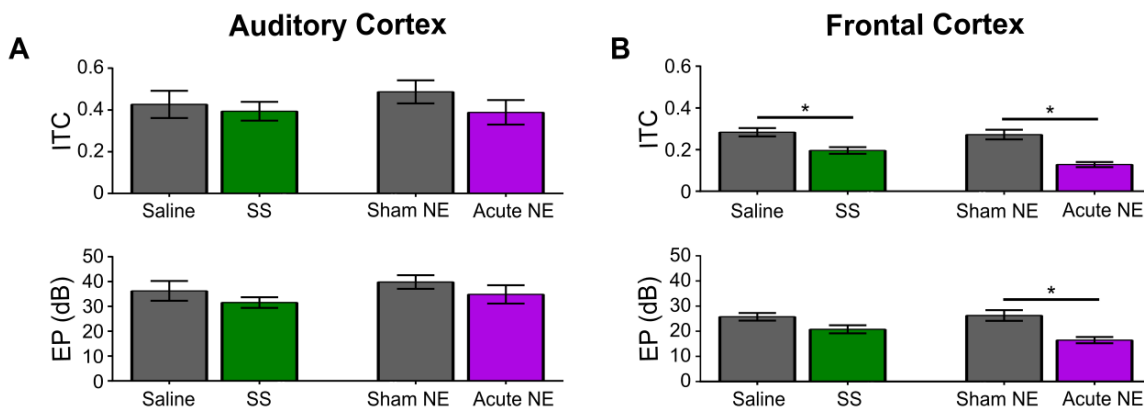 Auditory Cortex
A
0.6
0.4
0.2
0
ITC
Saline SS Sham NE Acute NE
50
40
30
20
10
0
EP (dB)
Saline SS Sham NE Acute NE
Frontal Cortex
B
0.6
0.4
0.2
0
ITC
* *
Saline SS Sham NE Acute NE
50
40
30
20
10
0
EP (dB)
*
Saline SS Sham NE Acute NE